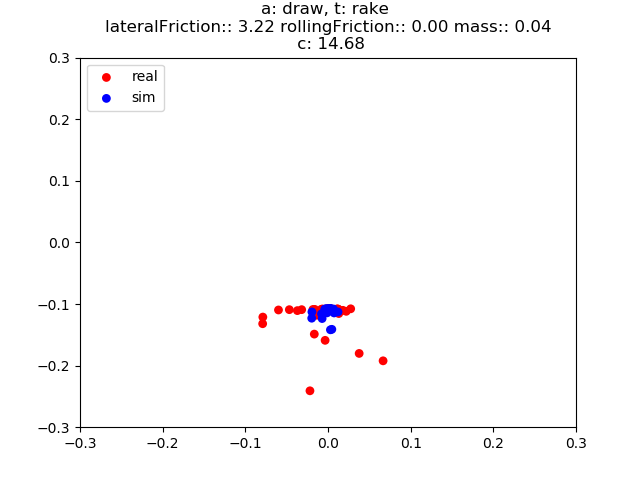 a: draw, t: rake
lateralFriction:: 3.22 rollingFriction:: 0.00 mass:: 0.04
c: 14.68
real
sim
0.3
0.2
0.1
0.0
−0.1
−0.2
−0.3
−0.3 −0.2 −0.1 0.0 0.1 0.2 0.3